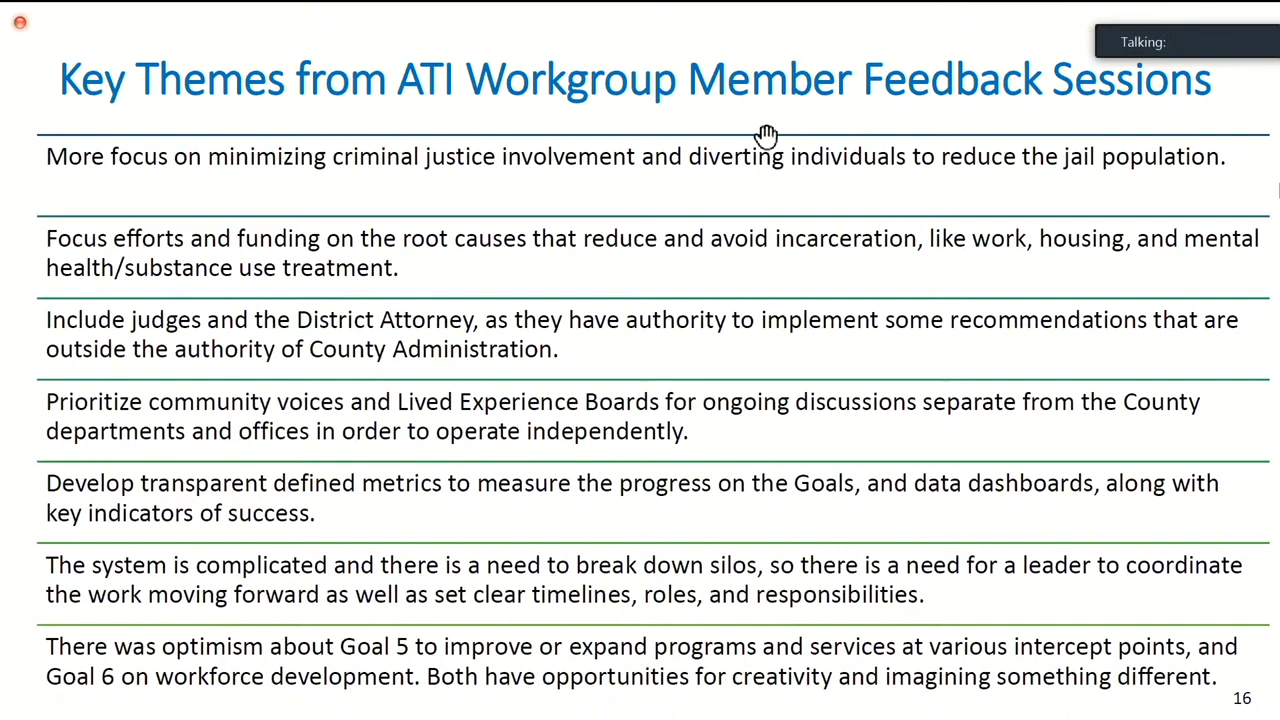 Talking:
Key Themes from ATI Workgroup Member Feedback Sessions
More focus on minimizing criminal justice involvement and diverting individuals to reduce the jail population.
Focus efforts and funding on the root causes that reduce and avoid incarceration, like work, housing, and mental
health/substance use treatment.
Include judges and the District Attorney, as they have authority to implement some recommendations that are
outside the authority of County Administration.
Prioritize community voices and Lived Experience Boards for ongoing discussions separate from the County
departments and offices in order to operate independently.
Develop transparent defined metrics to measure the progress on the Goals, and data dashboards, along with
key indicators of success.
The system is complicated and there is a need to break down silos, so there is a need for a leader to coordinate
the work moving forward as well as set clear timelines, roles, and responsibilities.
There was optimism about Goal 5 to improve or expand programs and services at various intercept points, and
Goal 6 on workforce development. Both have opportunities for creativity and imagining something different.
16